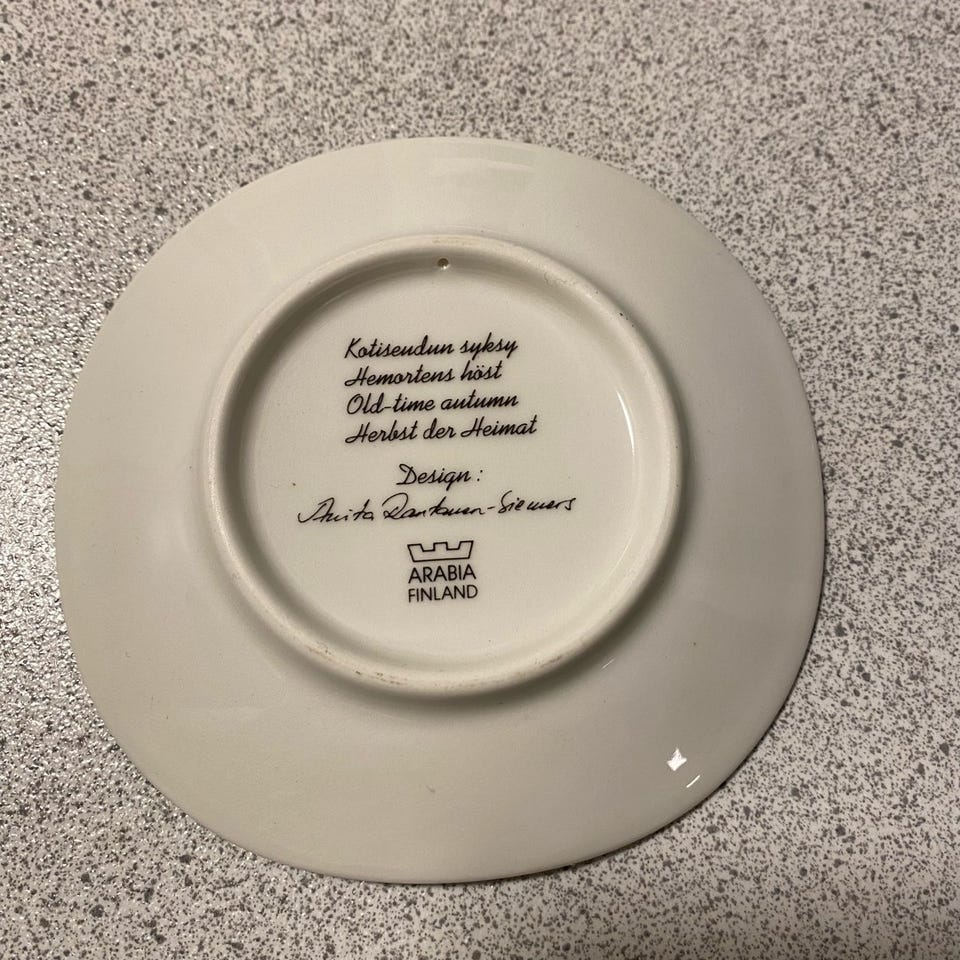 Kotiseudun syksy
Hemortens höst
Old-time autumn
Herbst der Heimat
Design:
Anita Rantanen-Siemers
ARABIA
FINLAND